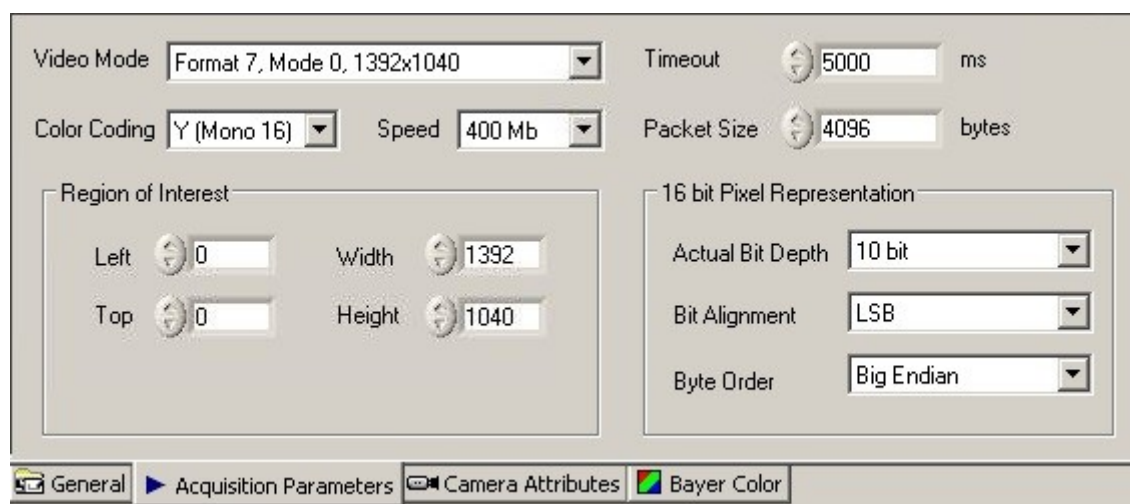 Video Mode Format 7, Mode 0, 1392x1040 Timeout 5000 ms
Color Coding Y (Mono 16) Speed 400 Mb Packet Size 4096 bytes
Region of Interest
Left 0 Width 1392
Top 0 Height 1040
16 bit Pixel Representation
Actual Bit Depth 10 bit
Bit Alignment LSB
Byte Order Big Endian
General Acquisition Parameters Camera Attributes Bayer Color